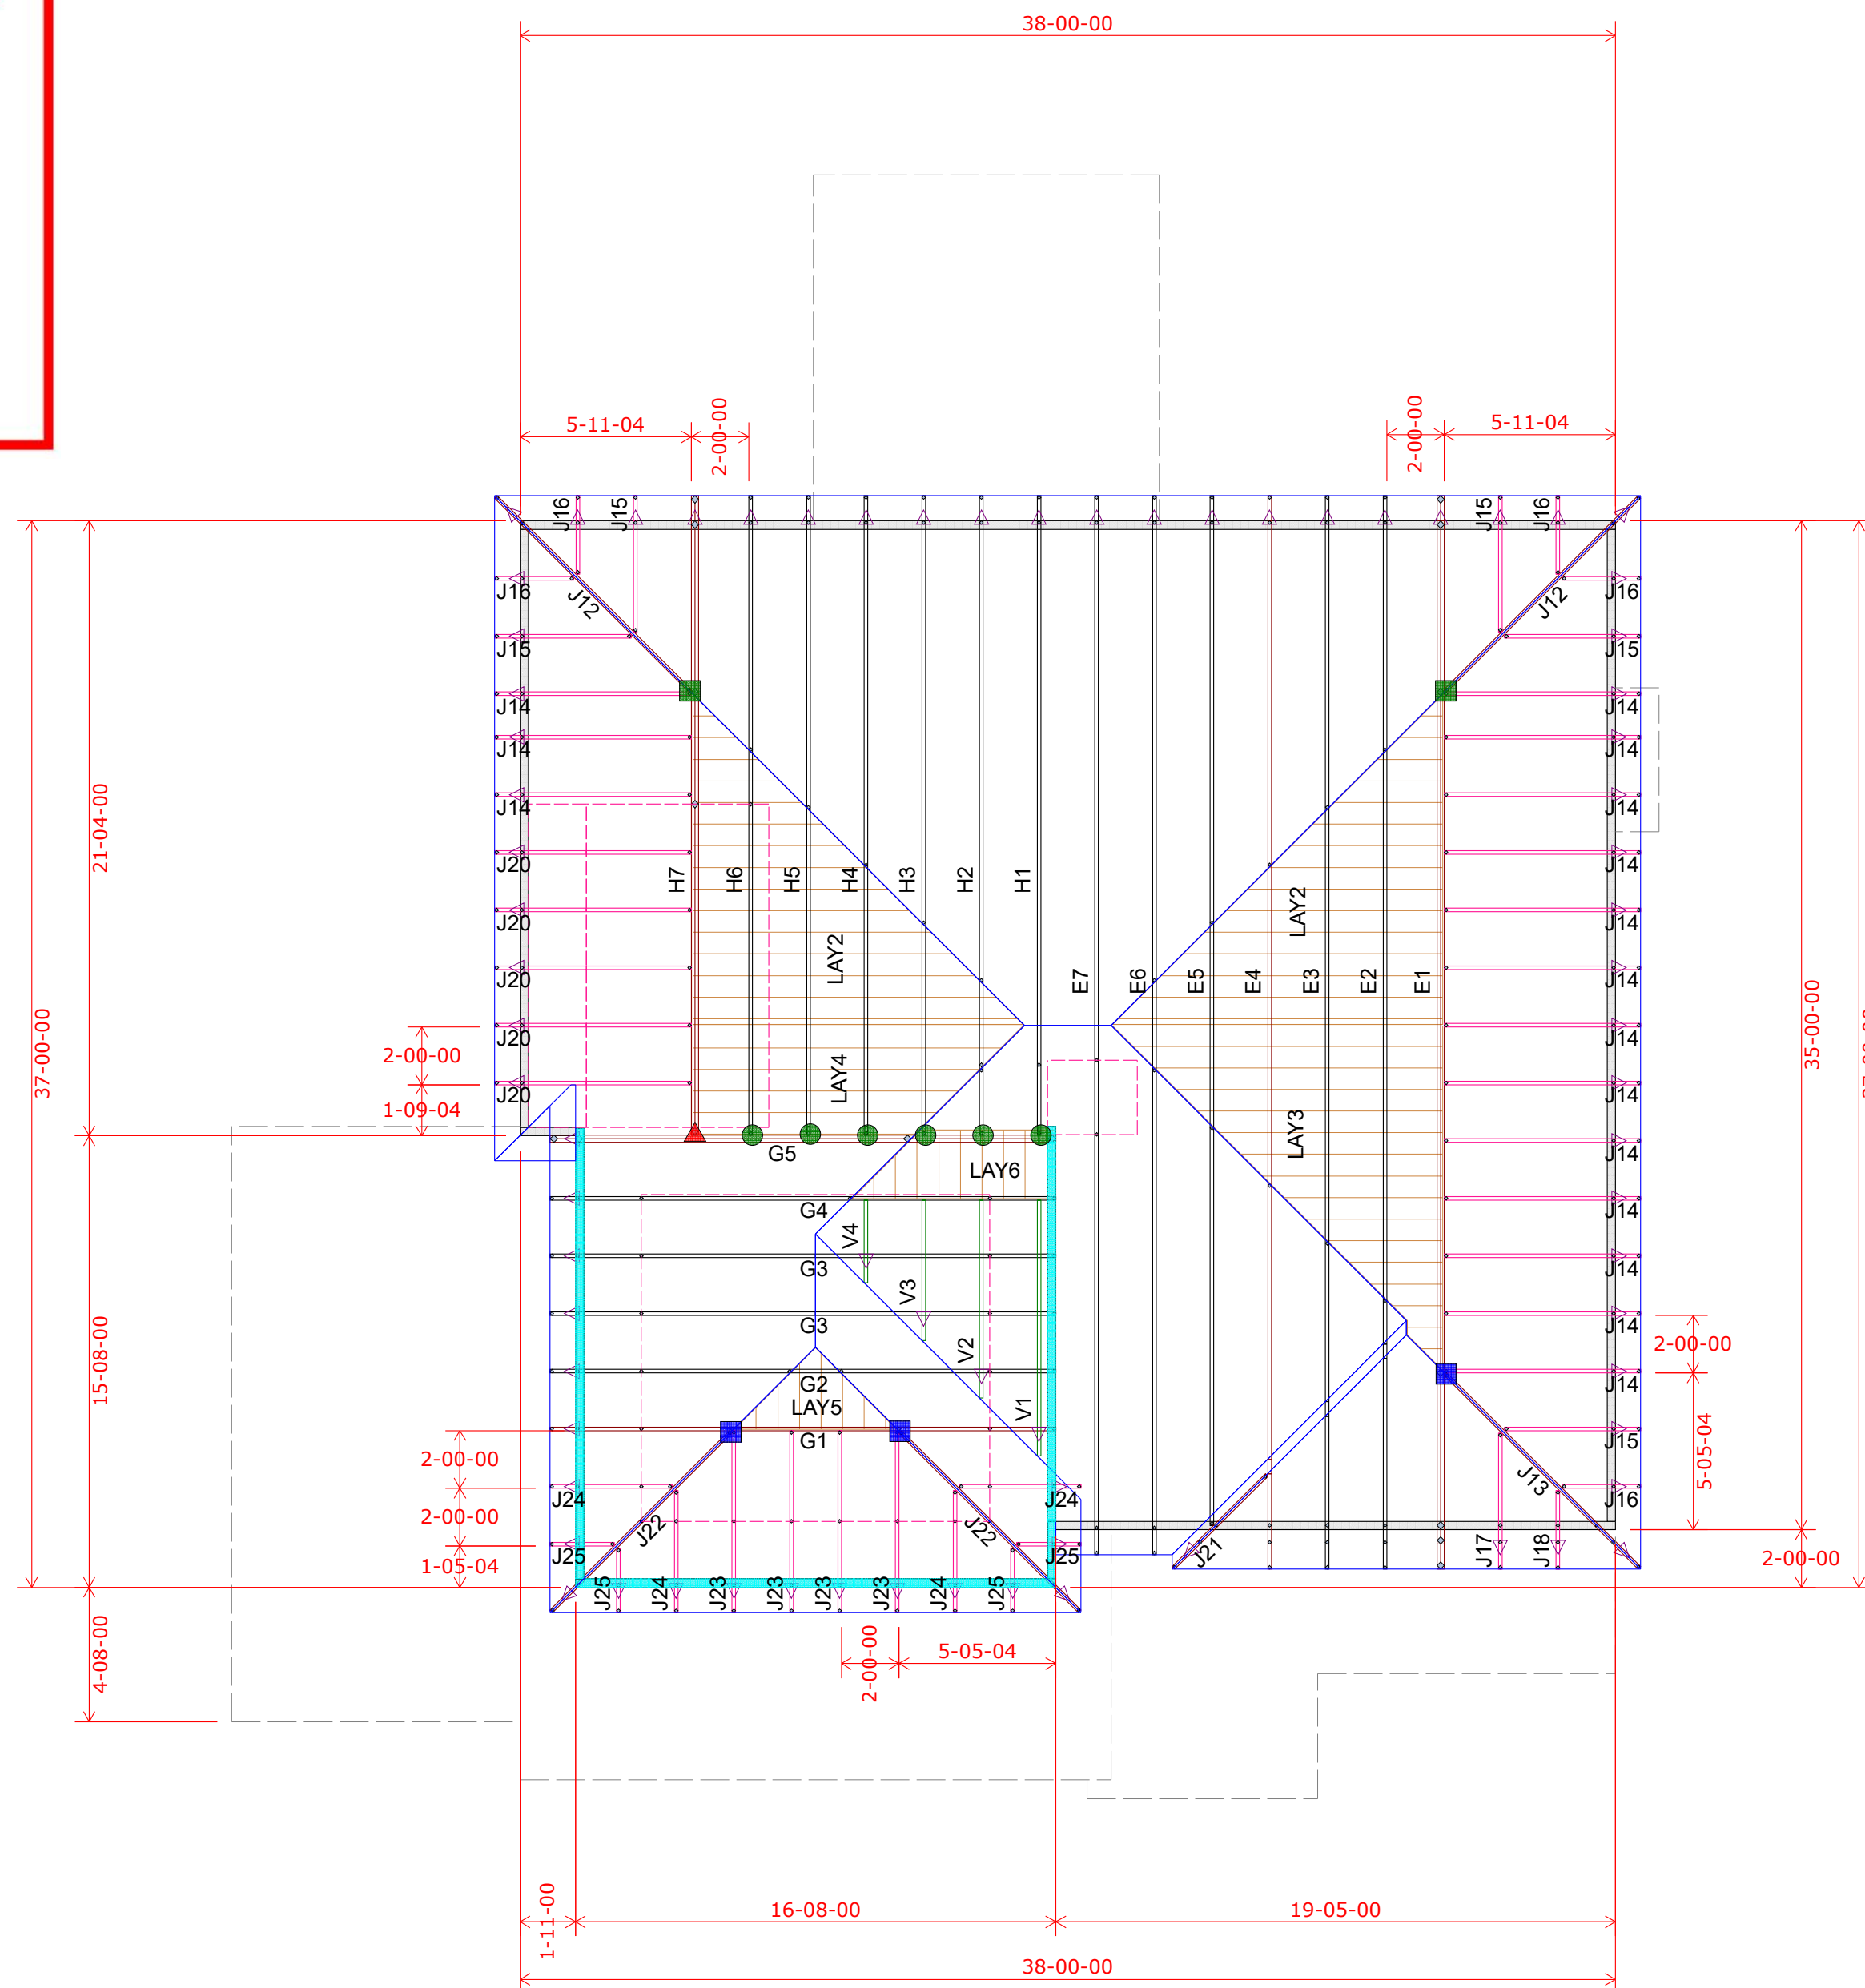 38-00-00
5-11-04
2-00-00
2-00-00
5-11-04
J16
J15
J15
J16
J16
J12
J12
J16
J15
J15
J14
J14
J14
J14
J14
J14
21-04-00
J20
H7
H6
H5
H4
H3
H2
H1
J14
J20
LAY2
LAY2
J14
J20
E7
E6
E5
E4
E3
E2
E1
J14
37-00-00
35-00-00
2-00-00
J20
J14
1-09-04
J20
LAY4
LAY3
J14
G5
LAY6
J14
G4
V4
J14
G3
V3
J14
G3
V2
J14
2-00-00
15-08-00
G2
J14
LAY5
V1
G1
J15
5-05-04
2-00-00
J24
J24
J13
J16
2-00-00
J22
J22
J21
J17
J18
J25
J25
1-05-04
2-00-00
J25
J24
J23
J23
J23
J23
J24
J25
4-08-00
2-00-00
5-05-04
1-11-00
16-08-00
19-05-00
38-00-00